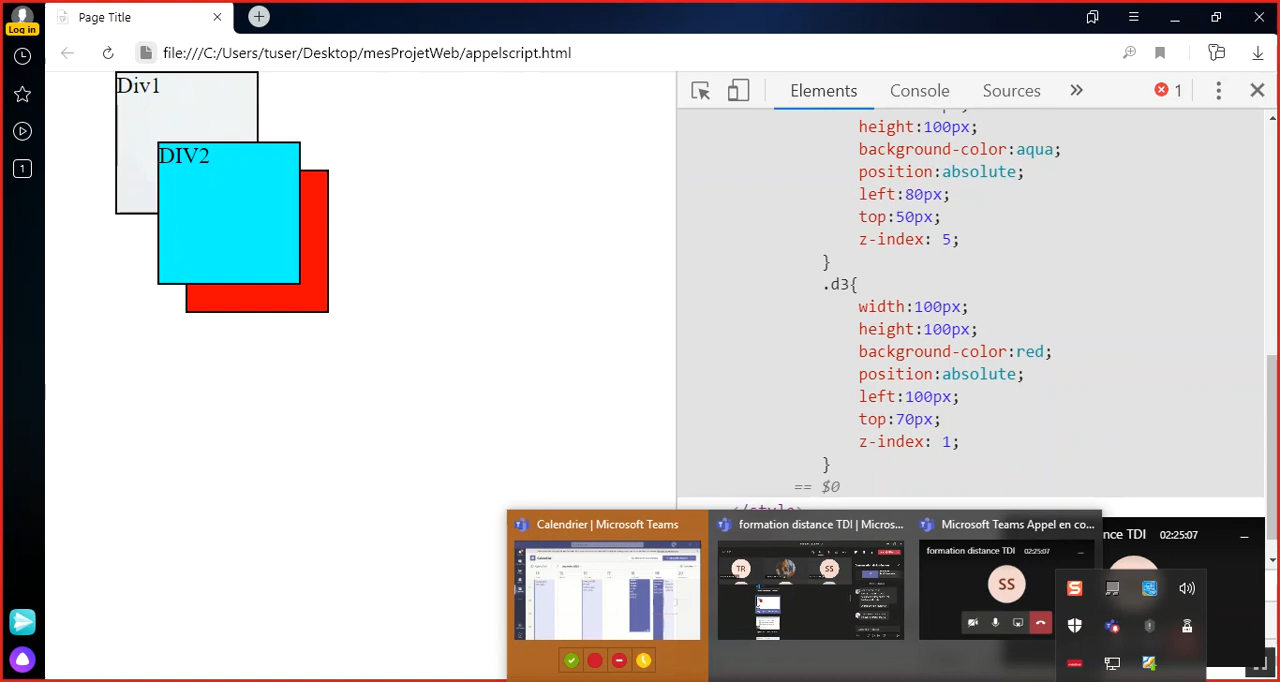 Page Title
Log in
file:///C:/Users/tuser/Desktop/mesProjetWeb/appelscript.html
1
Div1
DIV2
Elements
Console
Sources
1
height:100px;
background-color:aqua;
position:absolute;
left:80px;
top:50px;
z-index: 5;
}
.d3{
width:100px;
height:100px;
background-color:red;
position:absolute;
left:100px;
top:70px;
z-index: 1;
}
== $0
</style>
Calendrier | Microsoft Teams
formation distance TDI | Micros...
Microsoft Teams Appel en co...
nce TDI 02:25:07
formation distance TDI 02:25:07
TR
SS
SS